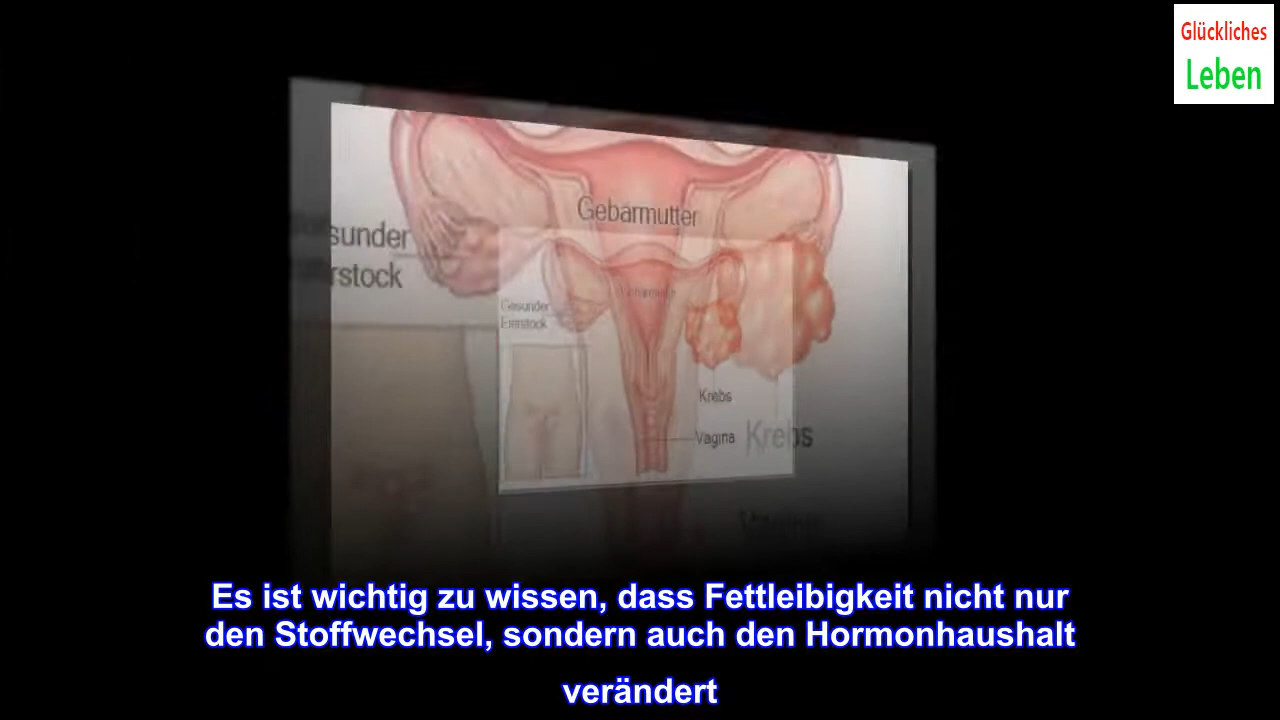 Glückliches
Leben
Gebärmutter
sunder
rstock
Gesunder
Eierstock
Krebs
Vagina
Krebs
Es ist wichtig zu wissen, dass Fettleibigkeit nicht nur
den Stoffwechsel, sondern auch den Hormonhaushalt
verändert